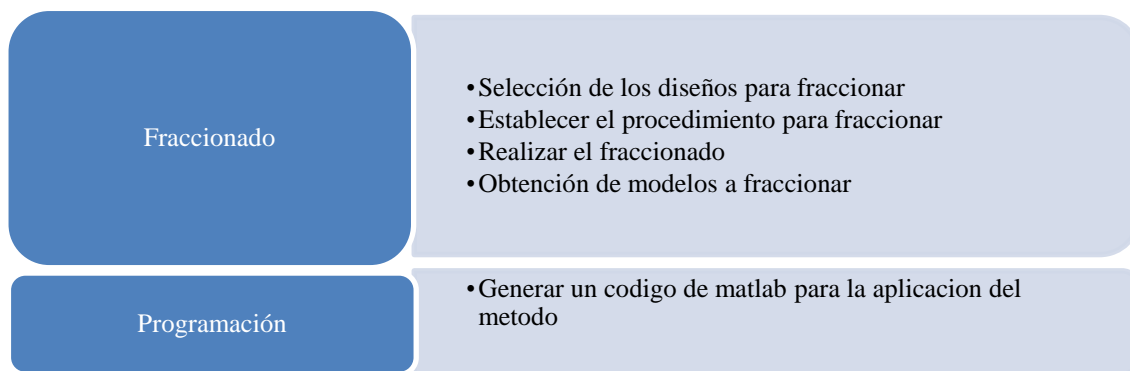 Fraccionado
•Selección de los diseños para fraccionar
•Establecer el procedimiento para fraccionar
•Realizar el fraccionado
•Obtención de modelos a fraccionar
Programación
•Generar un codigo de matlab para la aplicacion del
metodo